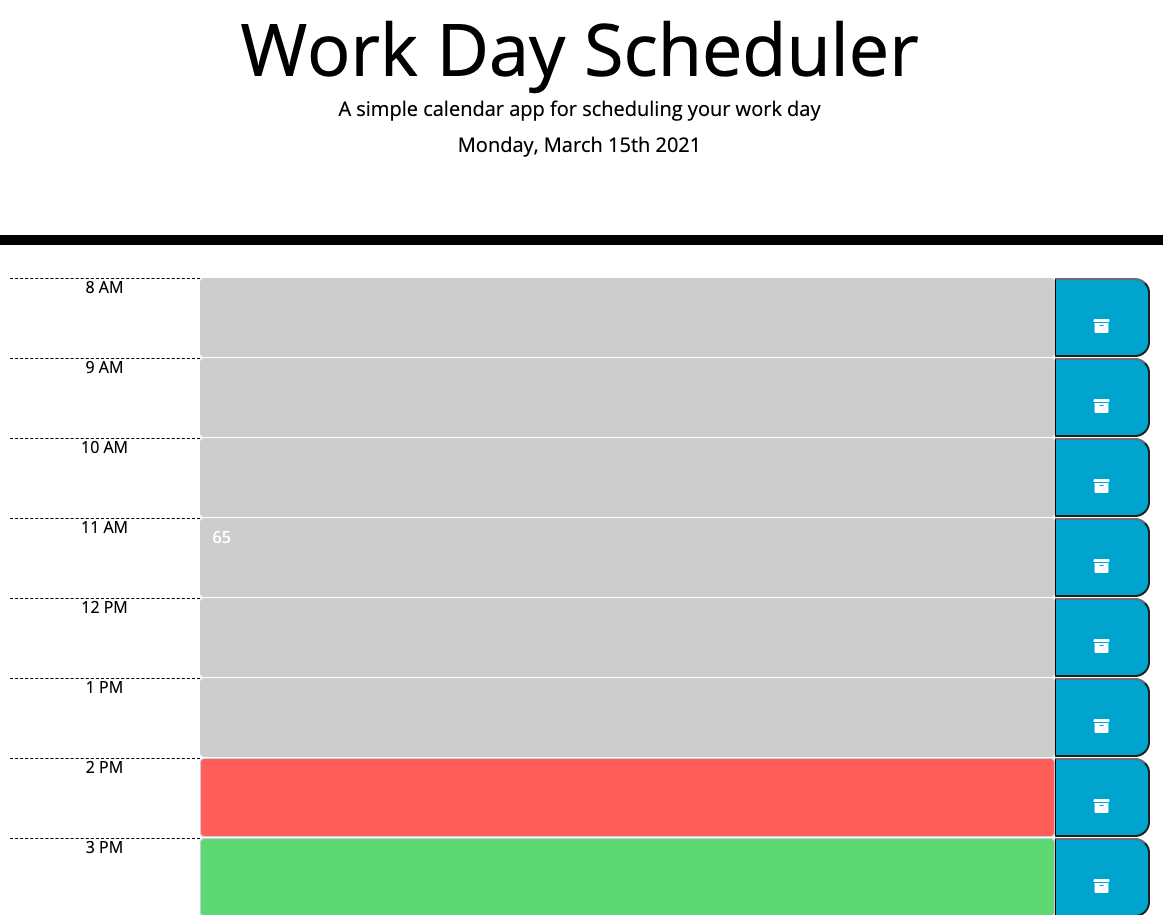 Work Day Scheduler
A simple calendar app for scheduling your work day
Monday, March 15th 2021
8 AM
9 AM
10 AM
11 AM
65
12 PM
1 PM
2 PM
3 PM